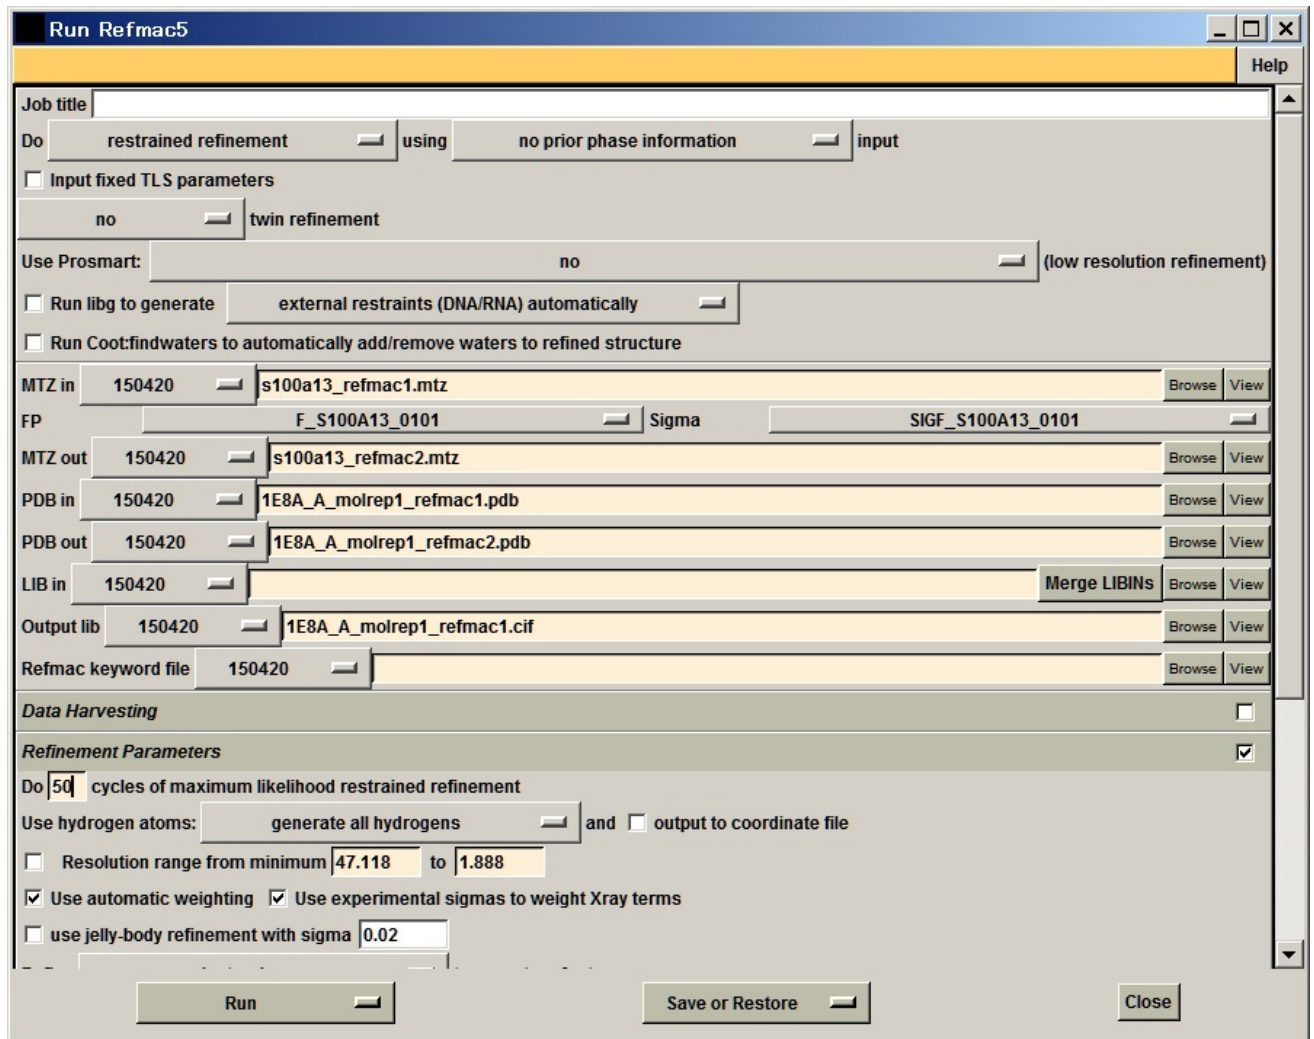 Run Refmac5
Help
Job title
Do restrained refinement using no prior phase information input
Input fixed TLS parameters
no twin refinement
Use Prosmart: no (low resolution refinement)
Run libg to generate external restraints (DNA/RNA) automatically
Run Coot:findwaters to automatically add/remove waters to refined structure
MTZ in 150420 s100a13_refmac1.mtz Browse View
FP F_S100A13_0101 Sigma SIGF_S100A13_0101
MTZ out 150420 s100a13_refmac2.mtz Browse View
PDB in 150420 1E8A_A_molrep1_refmac1.pdb Browse View
PDB out 150420 1E8A_A_molrep1_refmac2.pdb Browse View
LIB in 150420 Merge LIBINs Browse View
Output lib 150420 1E8A_A_molrep1_refmac1.cif Browse View
Refmac keyword file 150420 Browse View
Data Harvesting
Refinement Parameters
Do 50 cycles of maximum likelihood restrained refinement
Use hydrogen atoms: generate all hydrogens and output to coordinate file
Resolution range from minimum 47.118 to 1.888
Use automatic weighting Use experimental sigmas to weight Xray terms
use jelly-body refinement with sigma 0.02
Run Save or Restore Close